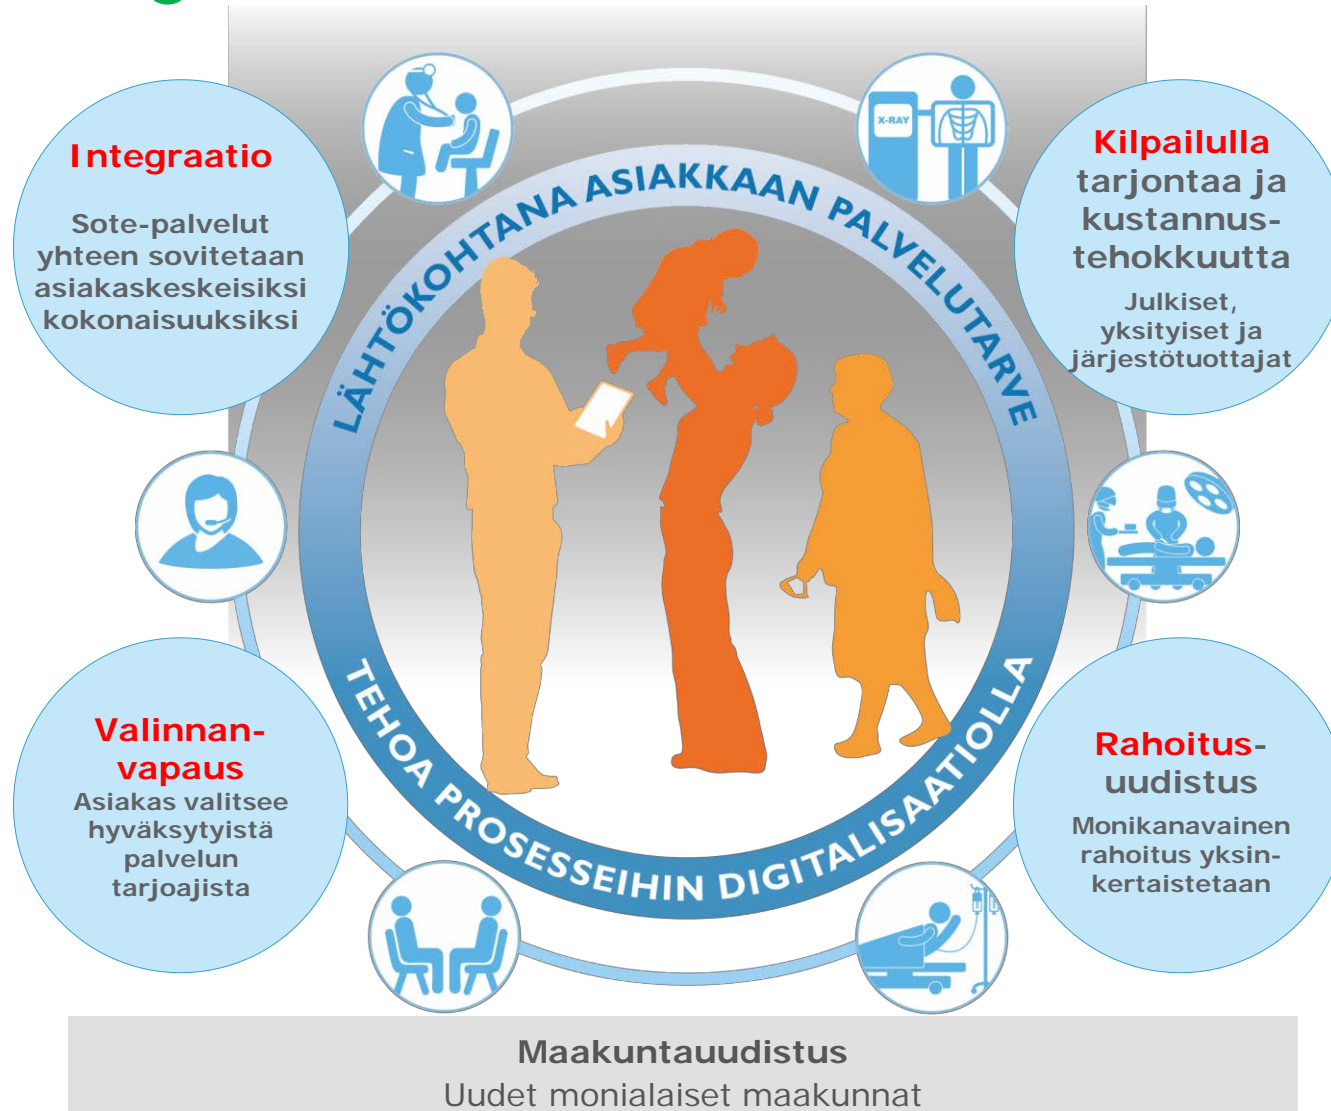 Integraatio
Sote-palvelut
yhteen sovitetaan
asiakaskeskeisiksi
kokonaisuuksiksi
X-RAY
Kilpailulla
tarjontaa ja
kustannus-
tehokkuutta
Julkiset,
yksityiset ja
järjestötuottajat
LÄHTÖKOHTANA ASIAKKAAN PALVELUTARVE
TEHOA PROSESSEIHIN DIGITALISAATIOLLA
Valinnan-
vapaus
Asiakas valitsee
hyväksytyistä
palvelun
tarjoajista
Rahoitus-
uudistus
Monikanavainen
rahoitus yksin-
kertaistetaan
Maakuntauudistus
Uudet monialaiset maakunnat